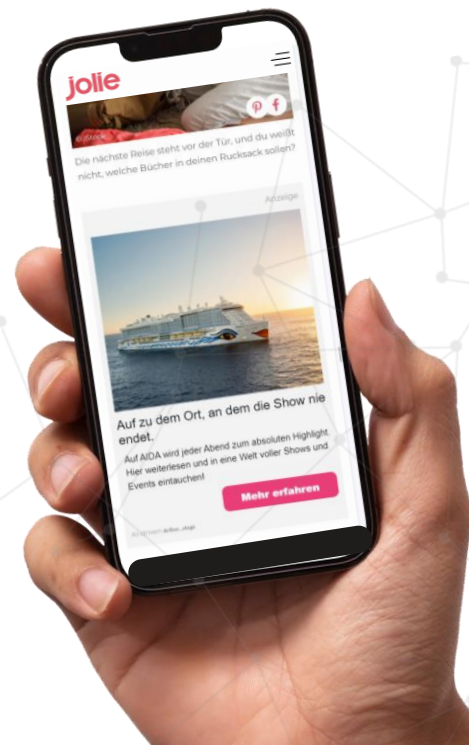 jolie
Die nächste Reise steht vor der Tür, und du weißt
nicht, welche Bücher in deinen Rucksack sollen?
Anzeige
Auf zu dem Ort, an dem die Show nie
endet.
Auf AIDA wird jeder Abend zum absoluten Highlight.
Hier weiterlesen und in eine Welt voller Shows und
Events eintauchen!
Mehr erfahren